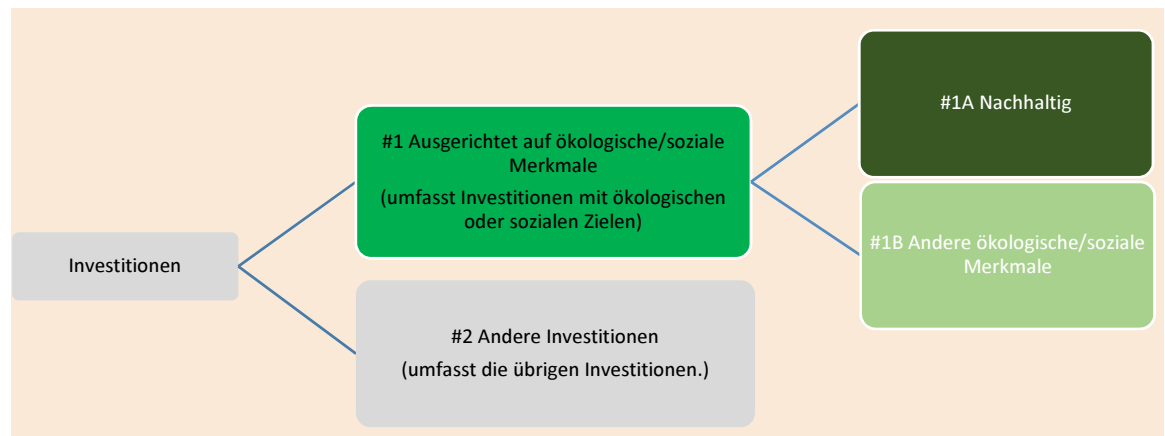 Investitionen
#1 Ausgerichtet auf ökologische/soziale
Merkmale
(umfasst Investitionen mit ökologischen
oder sozialen Zielen)
#2 Andere Investitionen
(umfasst die übrigen Investitionen.)
#1A Nachhaltig
#1B Andere ökologische/soziale
Merkmale